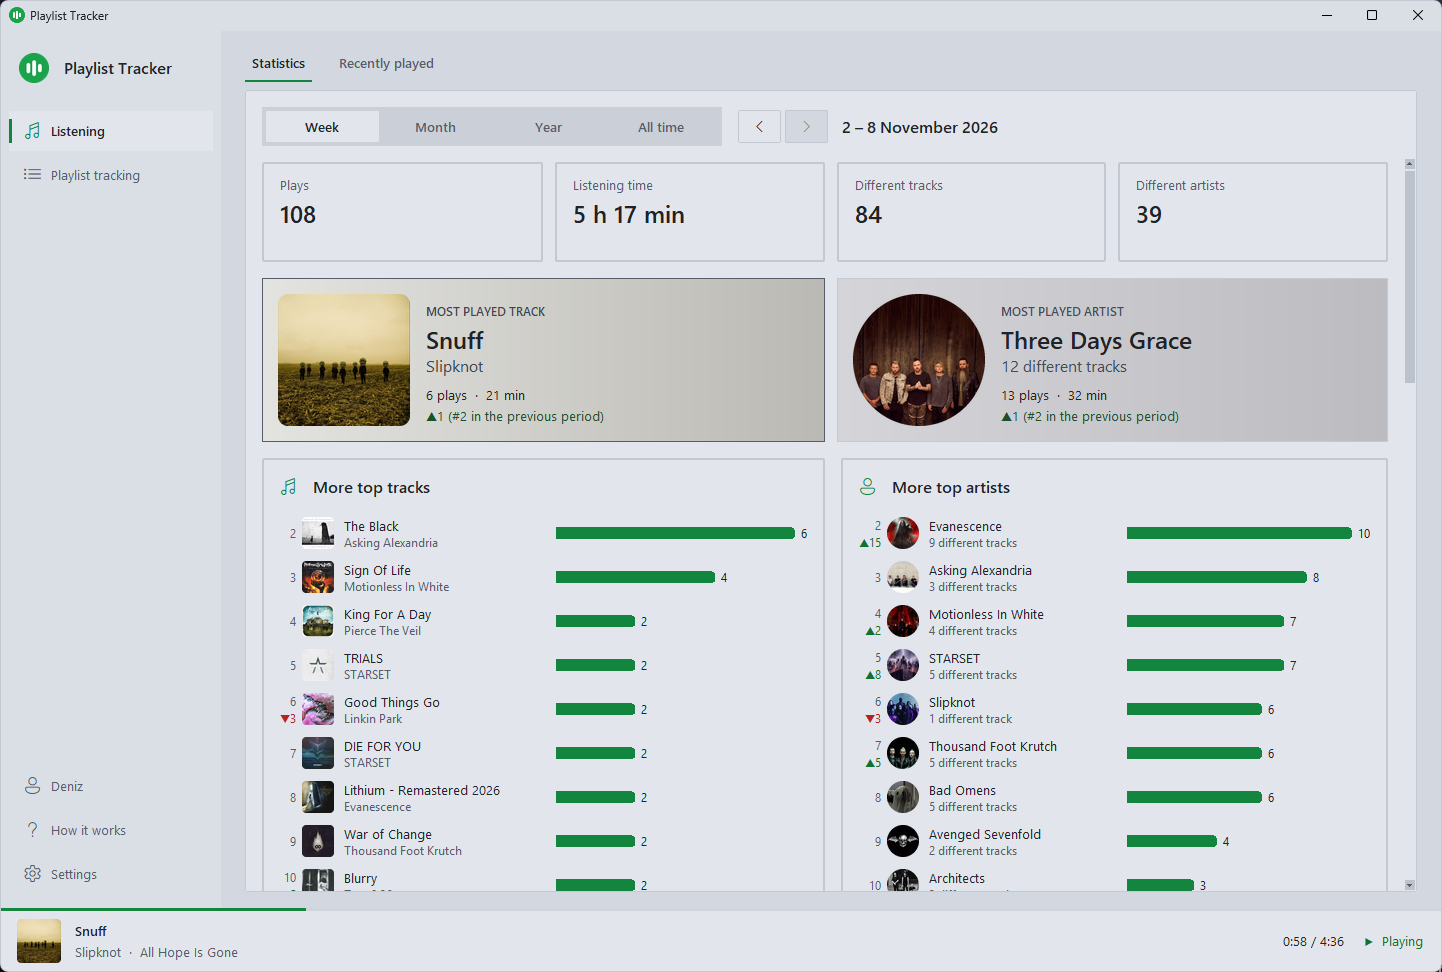 Playlist Tracker
Playlist Tracker
Listening
Playlist tracking
Deniz
How it works
Settings
Statistics
Recently played
Week
Month
Year
All time
2 – 8 November 2026
Plays
108
Listening time
5 h 17 min
Different tracks
84
Different artists
39
MOST PLAYED TRACK
Snuff
Slipknot
6 plays · 21 min
▲1 (#2 in the previous period)
MOST PLAYED ARTIST
Three Days Grace
12 different tracks
13 plays · 32 min
▲1 (#2 in the previous period)
More top tracks
2 The Black 6
Asking Alexandria
3 Sign Of Life 4
Motionless In White
4 King For A Day 2
Pierce The Veil
5 TRIALS 2
STARSET
6 Good Things Go 2
▼3 Linkin Park
7 DIE FOR YOU 2
STARSET
8 Lithium - Remastered 2026 2
Evanescence
9 War of Change 2
Thousand Foot Krutch
10 Blurry 2
More top artists
2 Evanescence 10
▲15 9 different tracks
3 Asking Alexandria 8
3 different tracks
4 Motionless In White 7
▲2 4 different tracks
5 STARSET 7
▲8 5 different tracks
6 Slipknot 6
▼3 1 different track
7 Thousand Foot Krutch 6
▲5 5 different tracks
8 Bad Omens 6
5 different tracks
9 Avenged Sevenfold 4
2 different tracks
10 Architects 3
Snuff
Slipknot · All Hope Is Gone
0:58 / 4:36
Playing